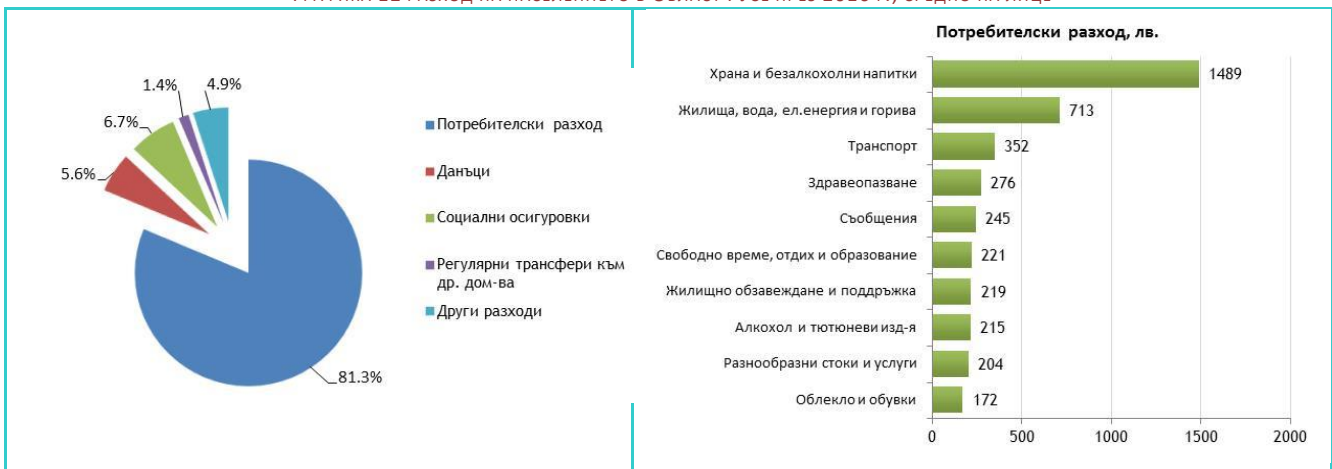 1.4%
4.9%
6.7%
5.6%
81.3%
Потребителски разход
Данъци
Социални осигуровки
Регулярни трансфери към
др. дом-ва
Други разходи
Потребителски разход, лв.
Храна и безалкохолни напитки 1489
Жилища, вода, ел.енергия и горива 713
Транспорт 352
Здравеопазване 276
Съобщения 245
Свободно време, отдих и образование 221
Жилищно обзавеждане и поддръжка 219
Алкохол и тютюневи изд-я 215
Разнообразни стоки и услуги 204
Облекло и обувки 172
0 500 1000 1500 2000